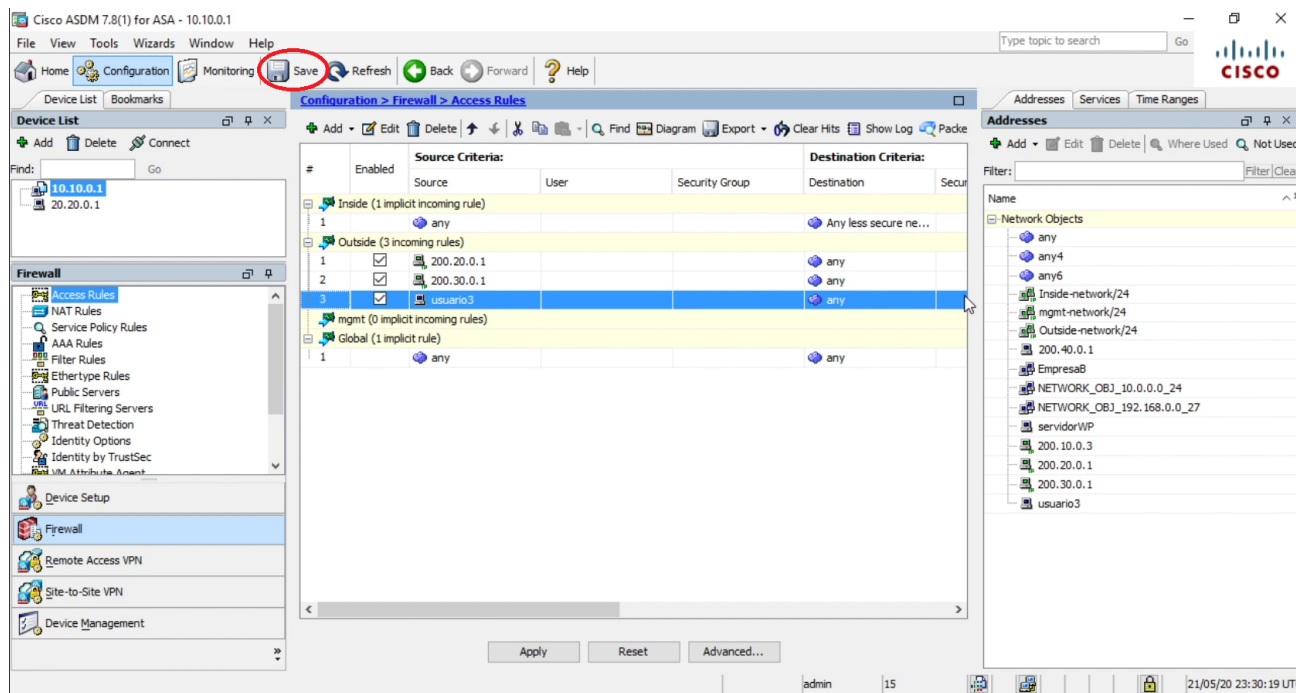 Cisco ASDM 7.8(1) for ASA - 10.10.0.1
File View Tools Wizards Window Help
Type topic to search Go
Home Configuration Monitoring Save Refresh Back Forward Help
CISCO
Device List Bookmarks
Device List
Add Delete Connect
Find: Go
10.10.0.1
20.20.0.1
Firewall
Access Rules
NAT Rules
Service Policy Rules
AAA Rules
Filter Rules
Ethertype Rules
Public Servers
URL Filtering Servers
Threat Detection
Identity Options
Identity by TrustSec
VM Attribute Agent
Device Setup
Firewall
Remote Access VPN
Site-to-Site VPN
Device Management
Configuration > Firewall > Access Rules
Add Edit Delete Find Diagram Export Clear Hits Show Log Packe
# Enabled Source Criteria: Destination Criteria:
Source User Security Group Destination Secur
Inside (1 implicit incoming rule)
1 any Any less secure ne...
Outside (3 incoming rules)
1 200.20.0.1 any
2 200.30.0.1 any
3 usuario3 any
mgmt (0 implicit incoming rules)
Global (1 implicit rule)
1 any any
Apply Reset Advanced...
Addresses Services Time Ranges
Addresses
Add Edit Delete Where Used Not Used
Filter: Filter Clea
Name
Network Objects
any
any4
any6
Inside-network/24
mgmt-network/24
Outside-network/24
200.40.0.1
EmpresaB
NETWORK_OBJ_10.0.0.0_24
NETWORK_OBJ_192.168.0.0_27
servidorWP
200.10.0.3
200.20.0.1
200.30.0.1
usuario3
admin 15 21/05/20 23:30:19 UT